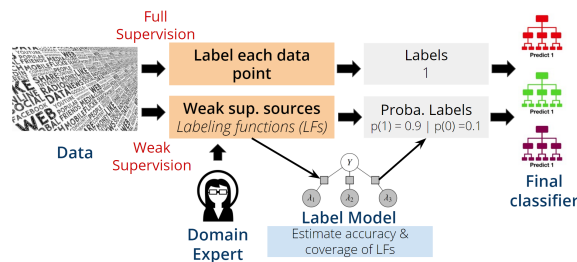 Full
Supervision
Label each data
point
Labels
1
Predict 1
WEB
Data
Weak
Supervision
Weak sup. sources
Labeling functions (LFs)
Proba. Labels
p(1) = 0.9 | p(0) =0.1
Predict 1
Domain
Expert
Y
λ1 λ2 λ3
Label Model
Estimate accuracy &
coverage of LFs
Predict 1
Final
classifier